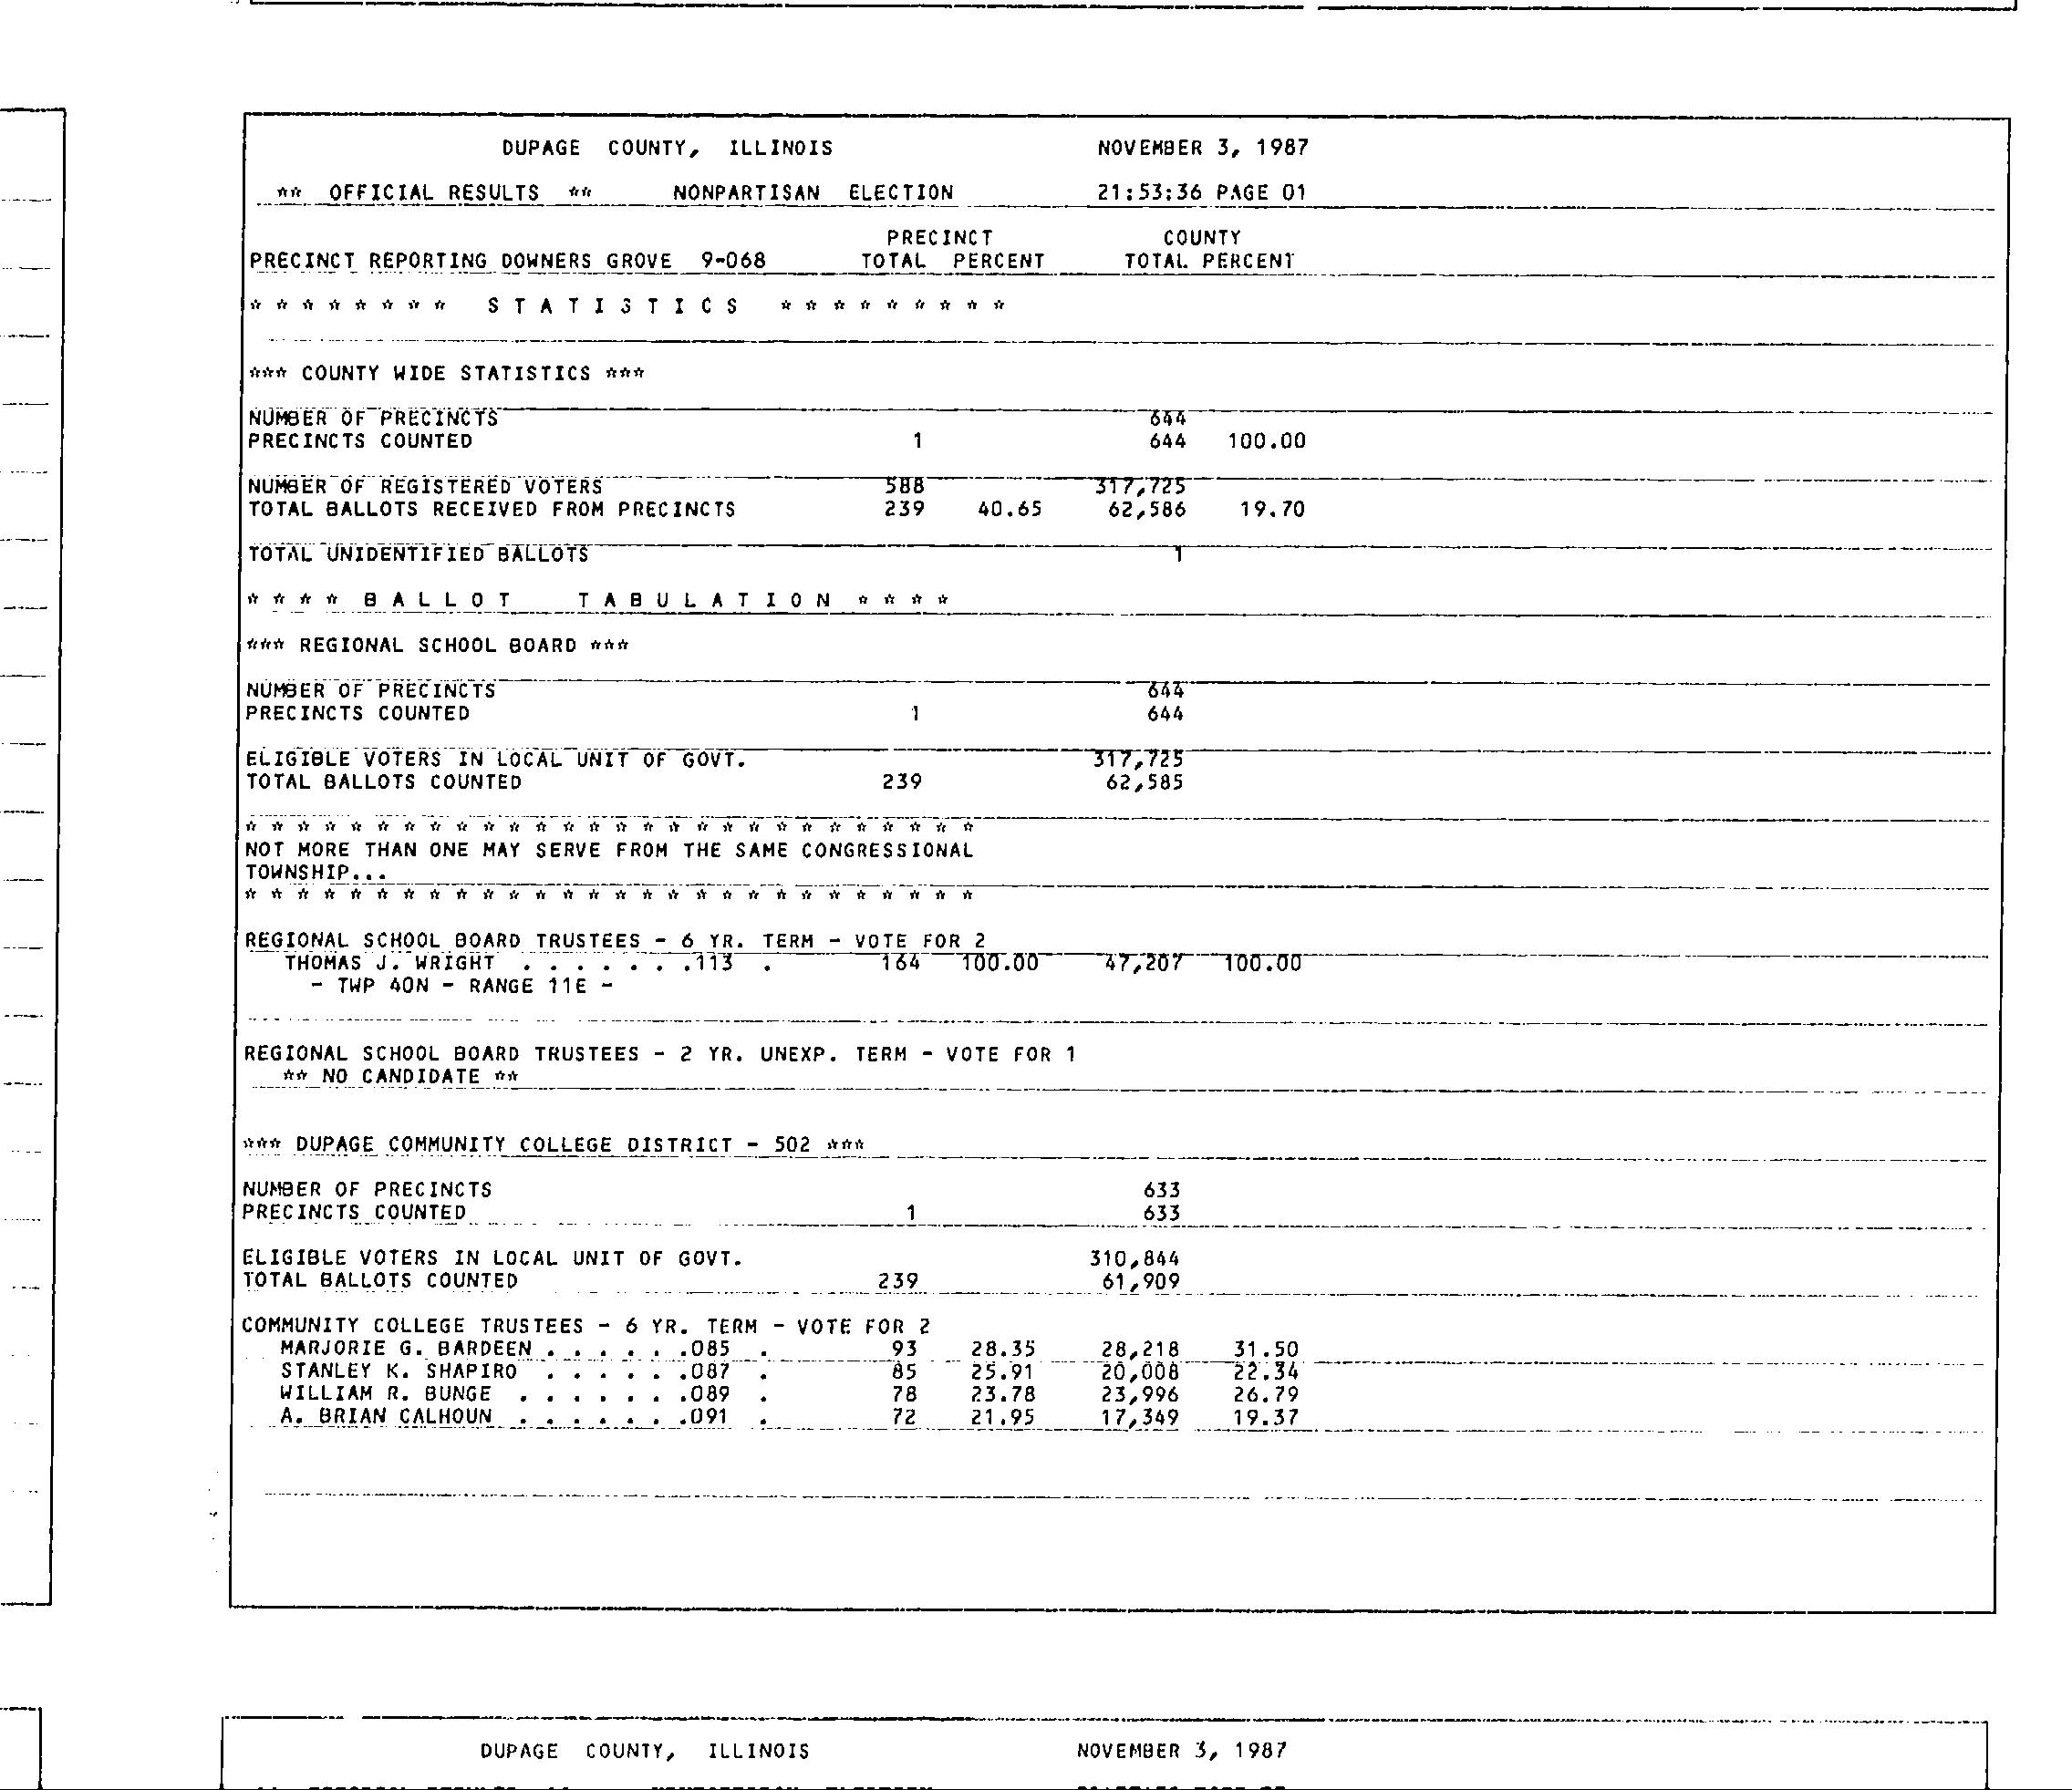 DUPAGE COUNTY, ILLINOIS NOVEMBER 3, 1987
** OFFICIAL RESULTS ** NONPARTISAN ELECTION 21:53:36 PAGE 01
PRECINCT COUNTY
PRECINCT REPORTING DOWNERS GROVE 9-068 TOTAL PERCENT TOTAL PERCENT
* * * * * * * * S T A T I S T I C S * * * * * * * * *
*** COUNTY WIDE STATISTICS ***
NUMBER OF PRECINCTS 644
PRECINCTS COUNTED 1 644 100.00
NUMBER OF REGISTERED VOTERS 588 317,725
TOTAL BALLOTS RECEIVED FROM PRECINCTS 239 40.65 62,586 19.70
TOTAL UNIDENTIFIED BALLOTS 1
* * * * B A L L O T T A B U L A T I O N * * * *
*** REGIONAL SCHOOL BOARD ***
NUMBER OF PRECINCTS 644
PRECINCTS COUNTED 1 644
ELIGIBLE VOTERS IN LOCAL UNIT OF GOVT. 317,725
TOTAL BALLOTS COUNTED 239 62,585
* * * * * * * * * * * * * * * * * * * * * * * * * * * *
NOT MORE THAN ONE MAY SERVE FROM THE SAME CONGRESSIONAL
TOWNSHIP...
* * * * * * * * * * * * * * * * * * * * * * * * * * * *
REGIONAL SCHOOL BOARD TRUSTEES - 6 YR. TERM - VOTE FOR 2
THOMAS J. WRIGHT . . . . . . .113 . 164 100.00 47,207 100.00
- TWP 40N - RANGE 11E -
REGIONAL SCHOOL BOARD TRUSTEES - 2 YR. UNEXP. TERM - VOTE FOR 1
** NO CANDIDATE **
*** DUPAGE COMMUNITY COLLEGE DISTRICT - 502 ***
NUMBER OF PRECINCTS 633
PRECINCTS COUNTED 1 633
ELIGIBLE VOTERS IN LOCAL UNIT OF GOVT. 310,844
TOTAL BALLOTS COUNTED 239 61,909
COMMUNITY COLLEGE TRUSTEES - 6 YR. TERM - VOTE FOR 2
MARJORIE G. BARDEEN . . . . . .085 . 93 28.35 28,218 31.50
STANLEY K. SHAPIRO . . . . . .087 . 85 25.91 20,008 22.34
WILLIAM R. BUNGE . . . . . . .089 . 78 23.78 23,996 26.79
A. BRIAN CALHOUN . . . . . . .091 . 72 21.95 17,349 19.37
DUPAGE COUNTY, ILLINOIS NOVEMBER 3, 1987